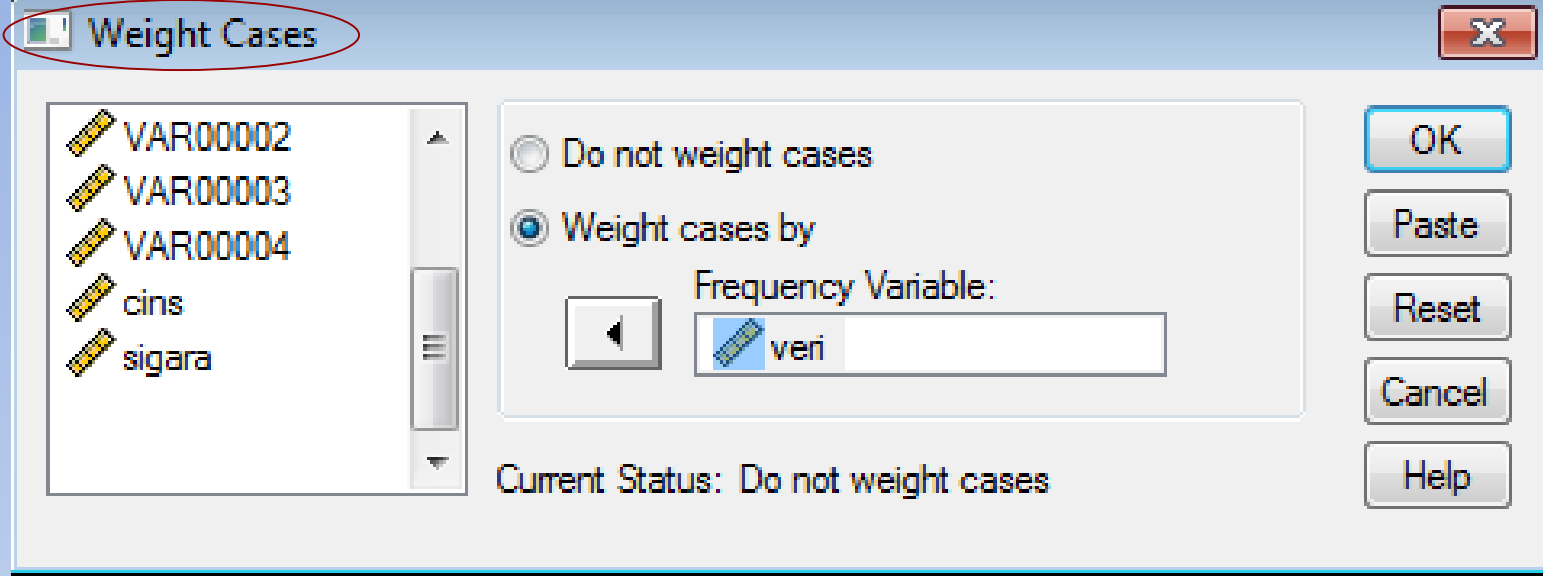 Weight Cases
VAR00002
VAR00003
VAR00004
cins
sigara
Do not weight cases
Weight cases by
Frequency Variable:
veri
Current Status: Do not weight cases
OK
Paste
Reset
Cancel
Help